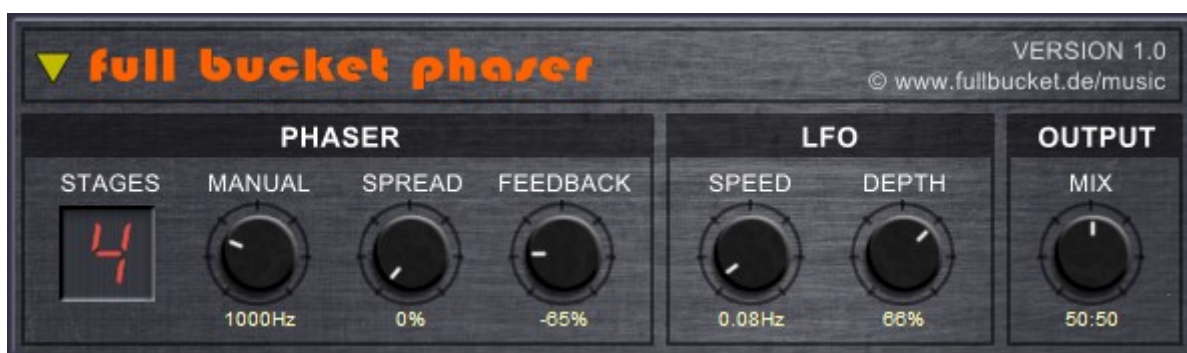 full bucket phaser
VERSION 1.0
© www.fullbucket.de/music
PHASER
LFO
OUTPUT
STAGES MANUAL SPREAD FEEDBACK SPEED DEPTH MIX
4
1000Hz 0% -65% 0.08Hz 66% 50:50